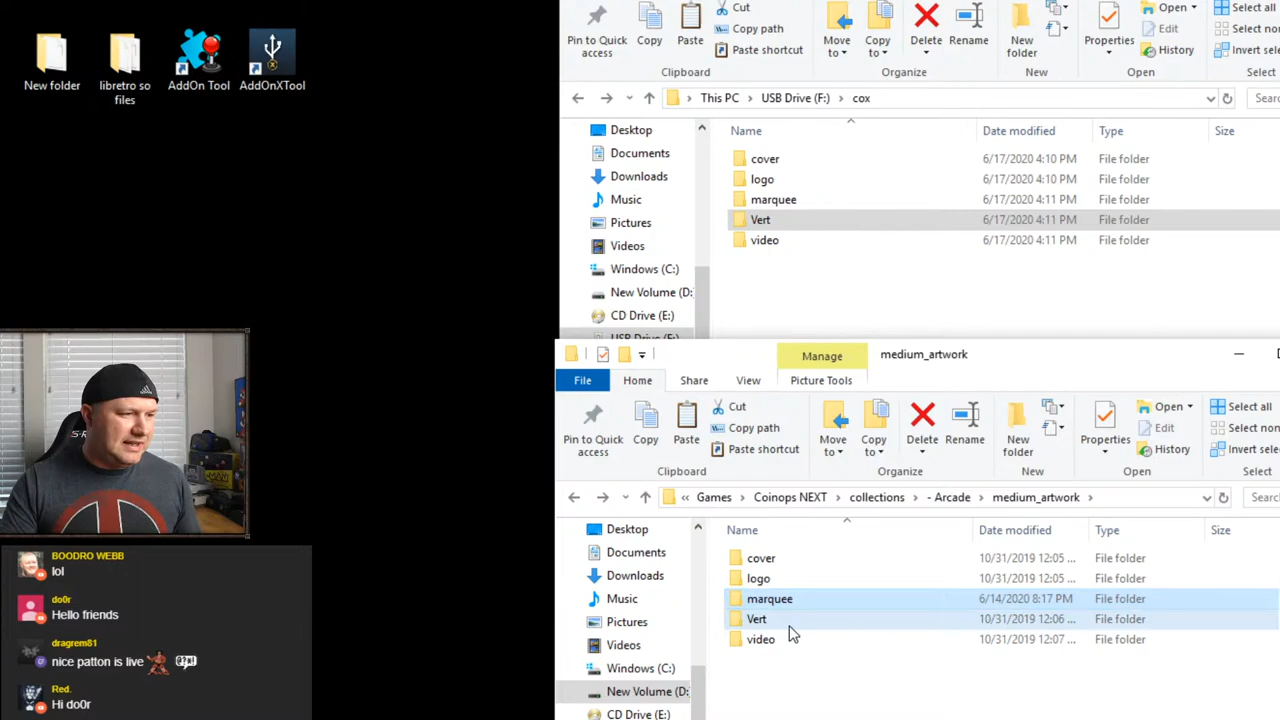 New folder
libretro so files
AddOn Tool
AddOnXTool
Cut
Copy path
Paste shortcut
Pin to Quick access
Copy
Paste
Move to
Copy to
Delete
Rename
New folder
Properties
Open
Edit
History
Select all
Select non
Invert selec
Clipboard
Organize
New
Open
Select
This PC > USB Drive (F:) > cox
Sear
Desktop
Documents
Downloads
Music
Pictures
Videos
Windows (C:)
New Volume (D:
CD Drive (E:)
USB Drive (F:)
Name Date modified Type Size
cover 6/17/2020 4:10 PM File folder
logo 6/17/2020 4:10 PM File folder
marquee 6/17/2020 4:11 PM File folder
Vert 6/17/2020 4:11 PM File folder
video 6/17/2020 4:11 PM File folder
Manage
medium_artwork
File Home Share View Picture Tools
Cut
Copy path
Paste shortcut
Pin to Quick access
Copy
Paste
Move to
Copy to
Delete
Rename
New folder
Properties
Open
Edit
History
Select all
Select non
Invert selec
Clipboard
Organize
New
Open
Select
« Games > Coinops NEXT > collections > - Arcade > medium_artwork >
Searc
Desktop
Documents
Downloads
Music
Pictures
Videos
Windows (C:)
New Volume (D:
CD Drive (E:)
Name Date modified Type Size
cover 10/31/2019 12:05 ... File folder
logo 10/31/2019 12:05 ... File folder
marquee 6/14/2020 8:17 PM File folder
Vert 10/31/2019 12:06 ... File folder
video 10/31/2019 12:07 ... File folder
BOODRO WEBB
lol
do0r
Hello friends
dragrem81
nice patton is live
Red.
Hi do0r